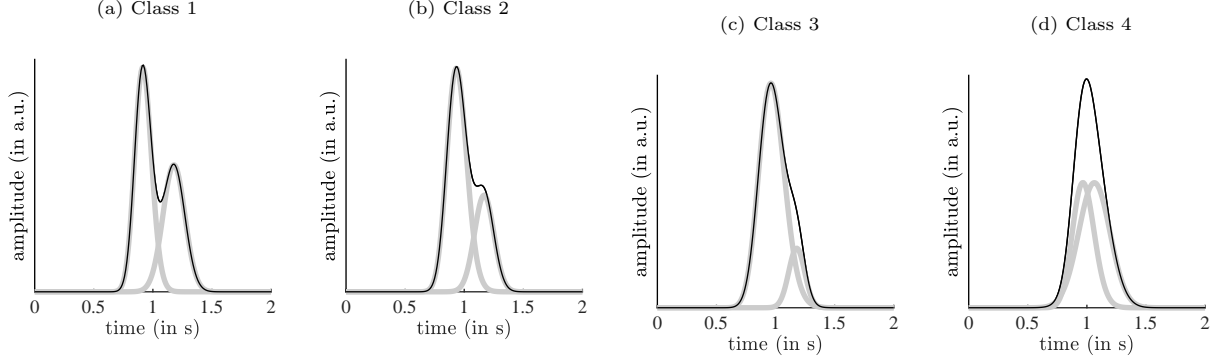 (a) Class 1
amplitude (in a.u.)
0 0.5 1 1.5 2
time (in s)
(b) Class 2
amplitude (in a.u.)
0 0.5 1 1.5 2
time (in s)
(c) Class 3
amplitude (in a.u.)
0 0.5 1 1.5 2
time (in s)
(d) Class 4
amplitude (in a.u.)
0 0.5 1 1.5 2
time (in s)